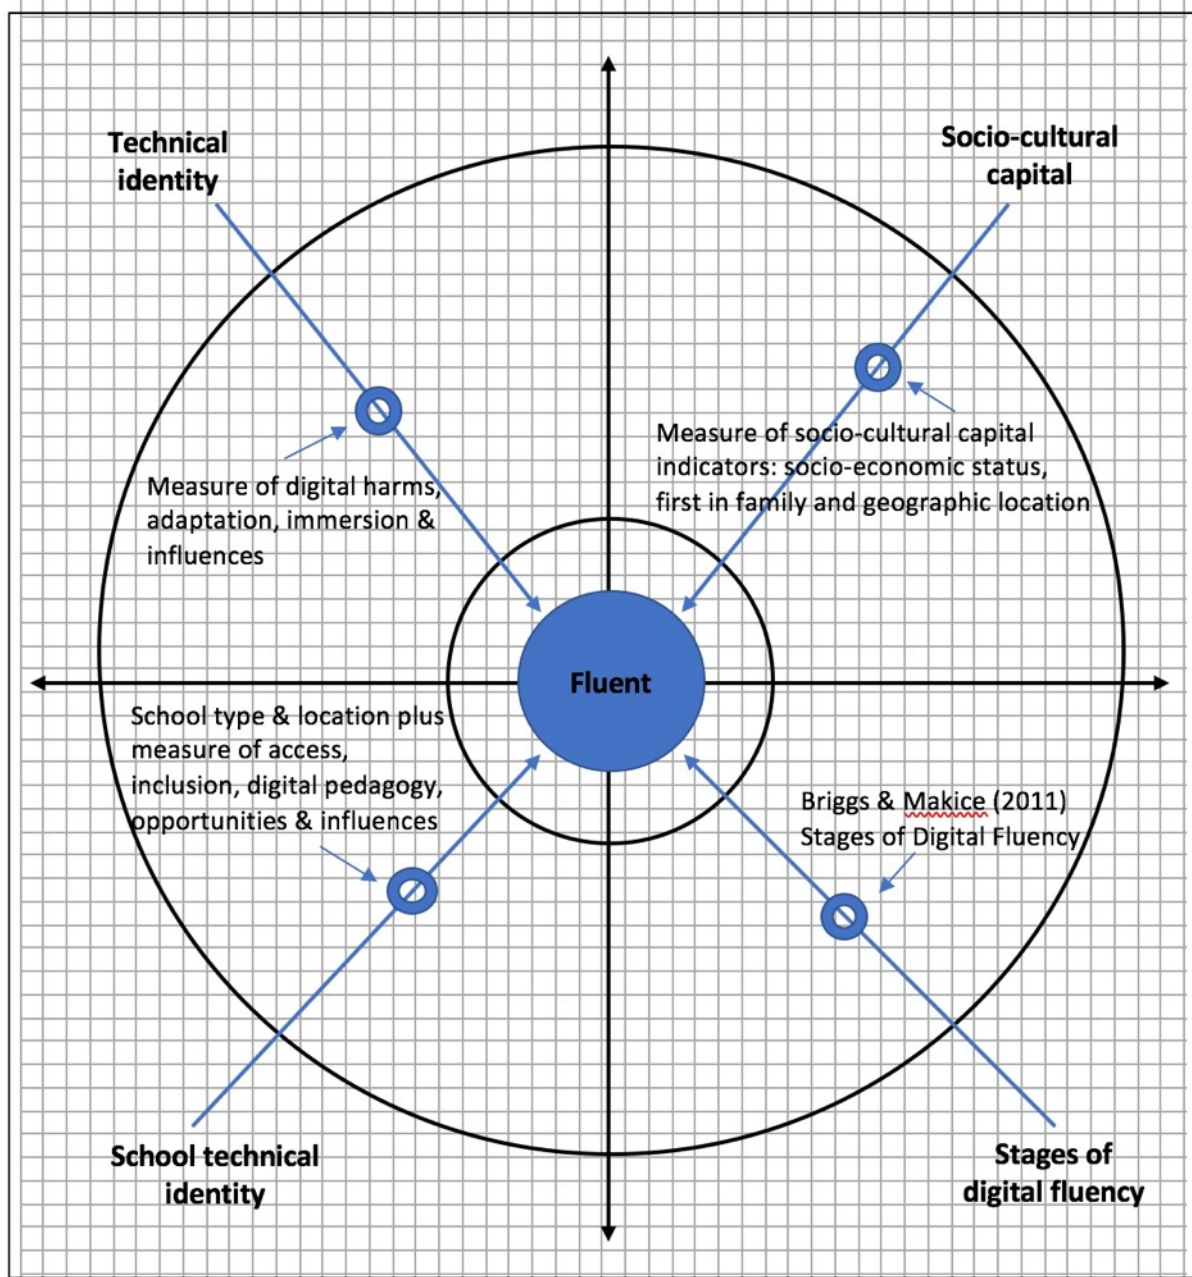 Technical
identity
Socio-cultural
capital
Measure of socio-cultural capital
indicators: socio-economic status,
first in family and geographic location
Measure of digital harms,
adaptation, immersion &
influences
Fluent
School type & location plus
measure of access,
inclusion, digital pedagogy,
opportunities & influences
Briggs & Makice (2011)
Stages of Digital Fluency
School technical
identity
Stages of
digital fluency